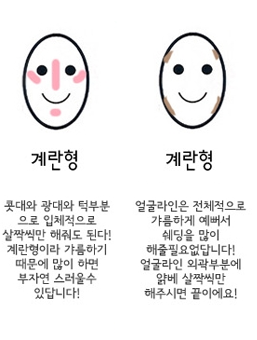 계란형
콧대와 광대와 턱부분
으로 입체적으로
살짝씩만 해줘도 된다!
계란형이라 갸름하기
때문에 많이 하면
부자연 스러울수
있답니다!
계란형
얼굴라인은 전체적으로
갸름하게 예뻐서
쉐딩을 많이
해줄필요없답니다!
얼굴라인 외곽부분에
얇베 살짝씩만
해주시면 끝이에요!